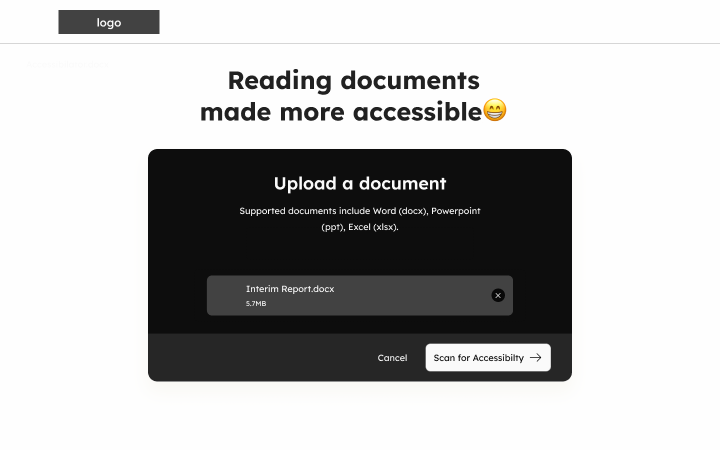 logo
Reading documents
made more accessible😁
Upload a document
Supported documents include Word (docx), Powerpoint
(ppt), Excel (xlsx).
Interim Report.docx
5.7MB
Cancel
Scan for Accessibilty